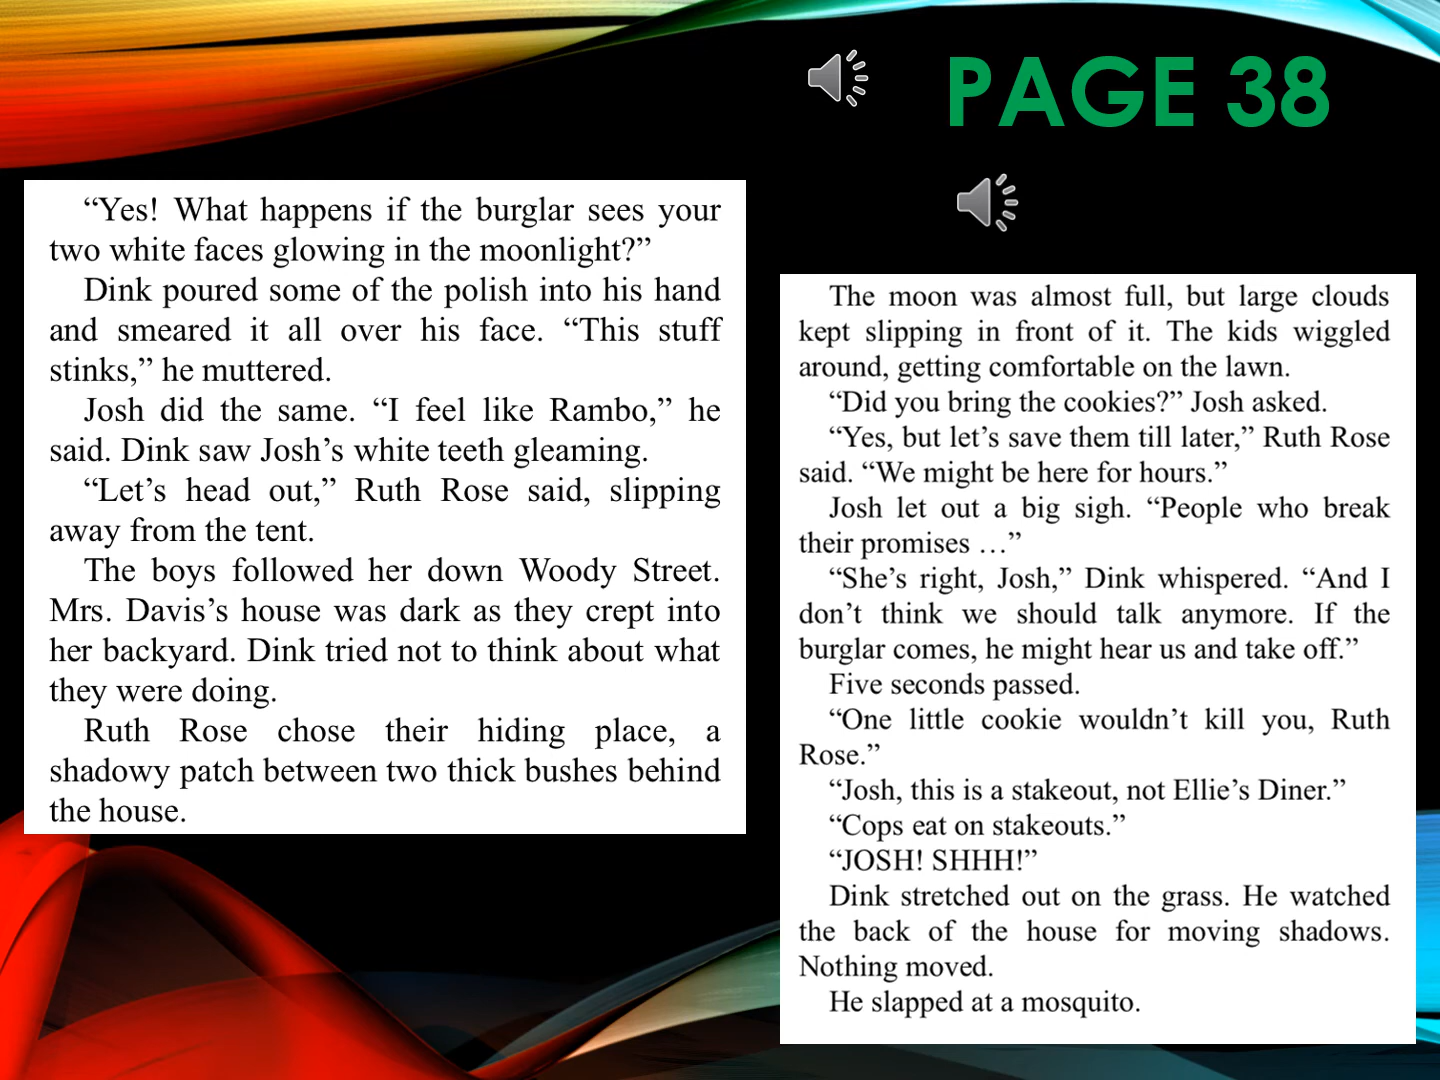 PAGE 38
“Yes! What happens if the burglar sees your
two white faces glowing in the moonlight?”
Dink poured some of the polish into his hand
and smeared it all over his face. “This stuff
stinks,” he muttered.
Josh did the same. “I feel like Rambo,” he
said. Dink saw Josh’s white teeth gleaming.
“Let’s head out,” Ruth Rose said, slipping
away from the tent.
The boys followed her down Woody Street.
Mrs. Davis’s house was dark as they crept into
her backyard. Dink tried not to think about what
they were doing.
Ruth Rose chose their hiding place, a
shadowy patch between two thick bushes behind
the house.
The moon was almost full, but large clouds
kept slipping in front of it. The kids wiggled
around, getting comfortable on the lawn.
“Did you bring the cookies?” Josh asked.
“Yes, but let’s save them till later,” Ruth Rose
said. “We might be here for hours.”
Josh let out a big sigh. “People who break
their promises …”
“She’s right, Josh,” Dink whispered. “And I
don’t think we should talk anymore. If the
burglar comes, he might hear us and take off.”
Five seconds passed.
“One little cookie wouldn’t kill you, Ruth
Rose.”
“Josh, this is a stakeout, not Ellie’s Diner.”
“Cops eat on stakeouts.”
“JOSH! SHHH!”
Dink stretched out on the grass. He watched
the back of the house for moving shadows.
Nothing moved.
He slapped at a mosquito.